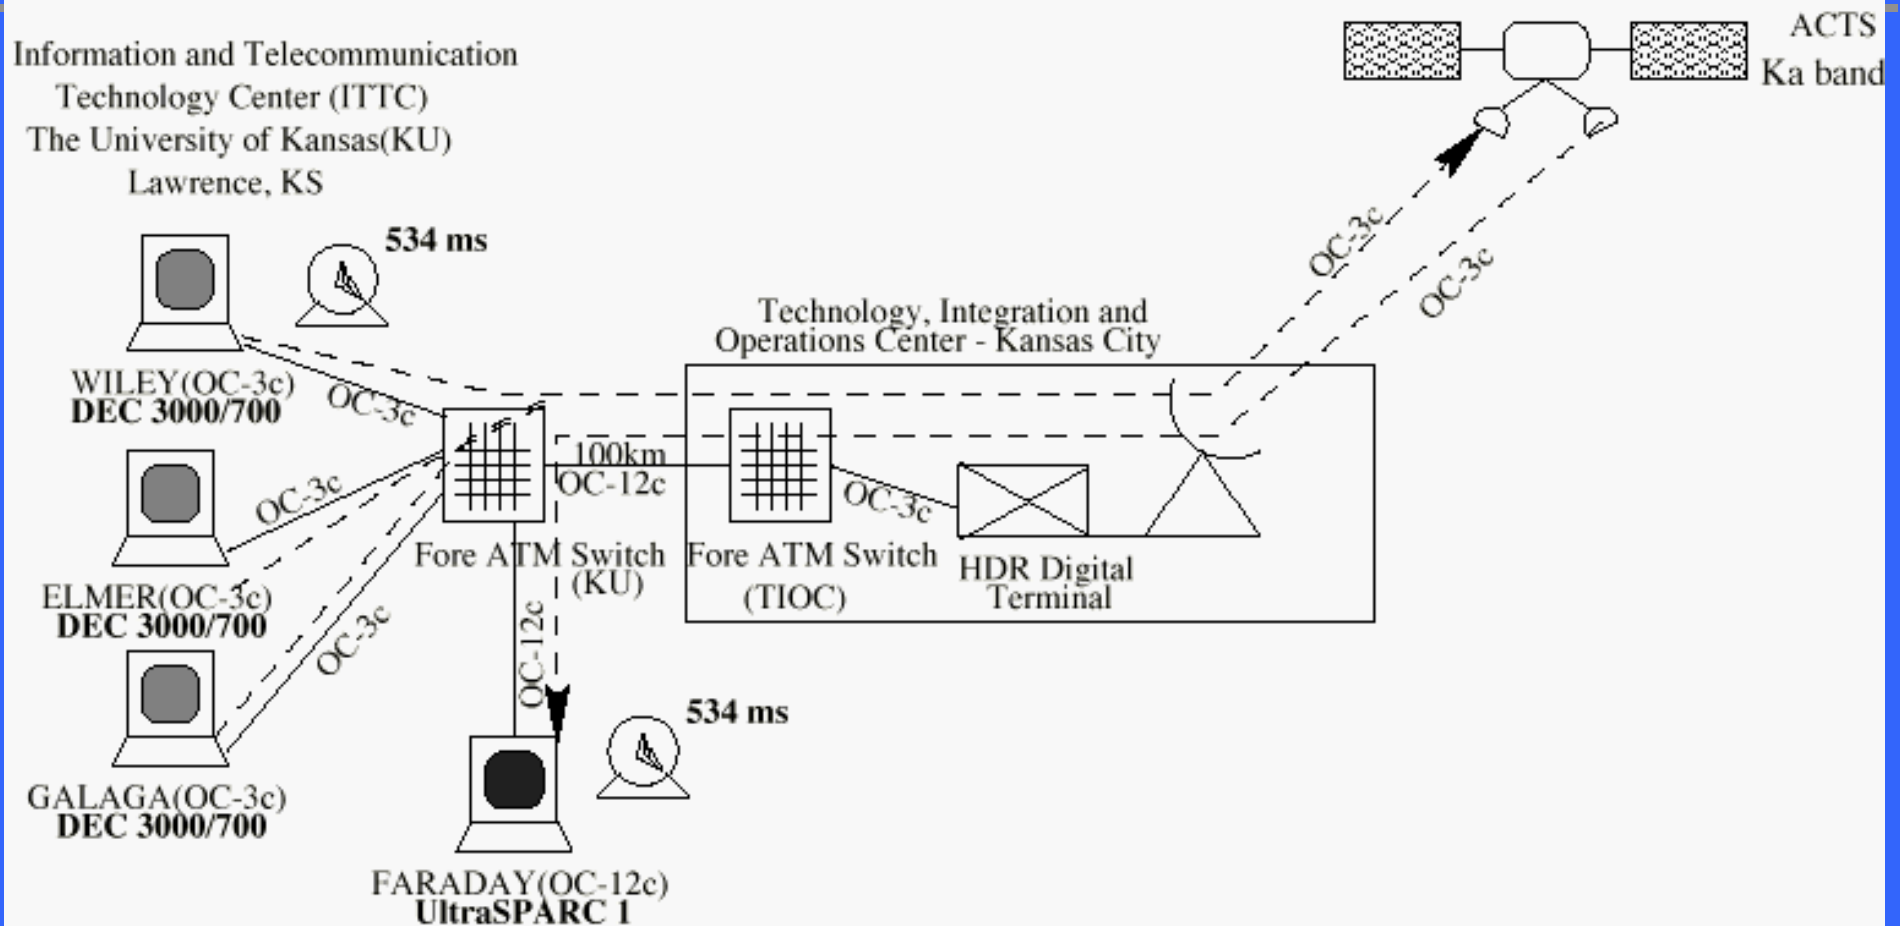 Information and Telecommunication
Technology Center (ITTC)
The University of Kansas(KU)
Lawrence, KS
ACTS
Ka band
534 ms
OC-3c
OC-3c
Technology, Integration and
Operations Center - Kansas City
WILEY(OC-3c)
DEC 3000/700
OC-3c
OC-3c
100km
OC-12c
OC-3c
Fore ATM Switch
(KU)
Fore ATM Switch
(TIOC)
HDR Digital
Terminal
ELMER(OC-3c)
DEC 3000/700
OC-3c
OC-12c
534 ms
GALAGA(OC-3c)
DEC 3000/700
FARADAY(OC-12c)
UltraSPARC 1